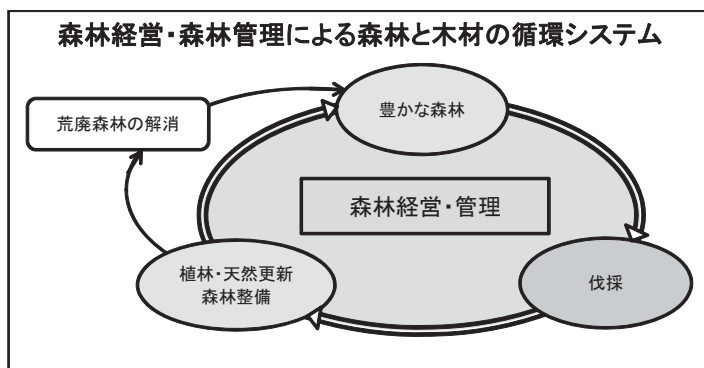 森林経営・森林管理による森林と木材の循環システム
豊かな森林
荒廃森林の解消
森林経営・管理
植林・天然更新
森林整備
伐採